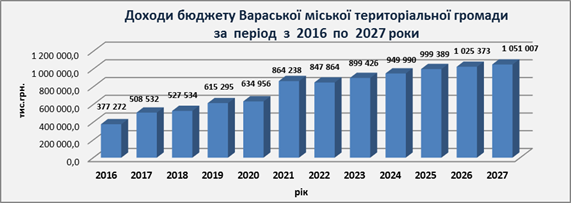 Доходи бюджету Вараської міської територіальної громади
за період з 2016 по 2027 роки
тис.грн.
1 200 000,0
1 000 000,0
800 000,0
600 000,0
400 000,0
200 000,0
0,0
377 272
508 532
527 534
615 295
634 956
864 238
847 864
899 426
949 990
999 389
1 025 373
1 051 007
2016 2017 2018 2019 2020 2021 2022 2023 2024 2025 2026 2027
рік